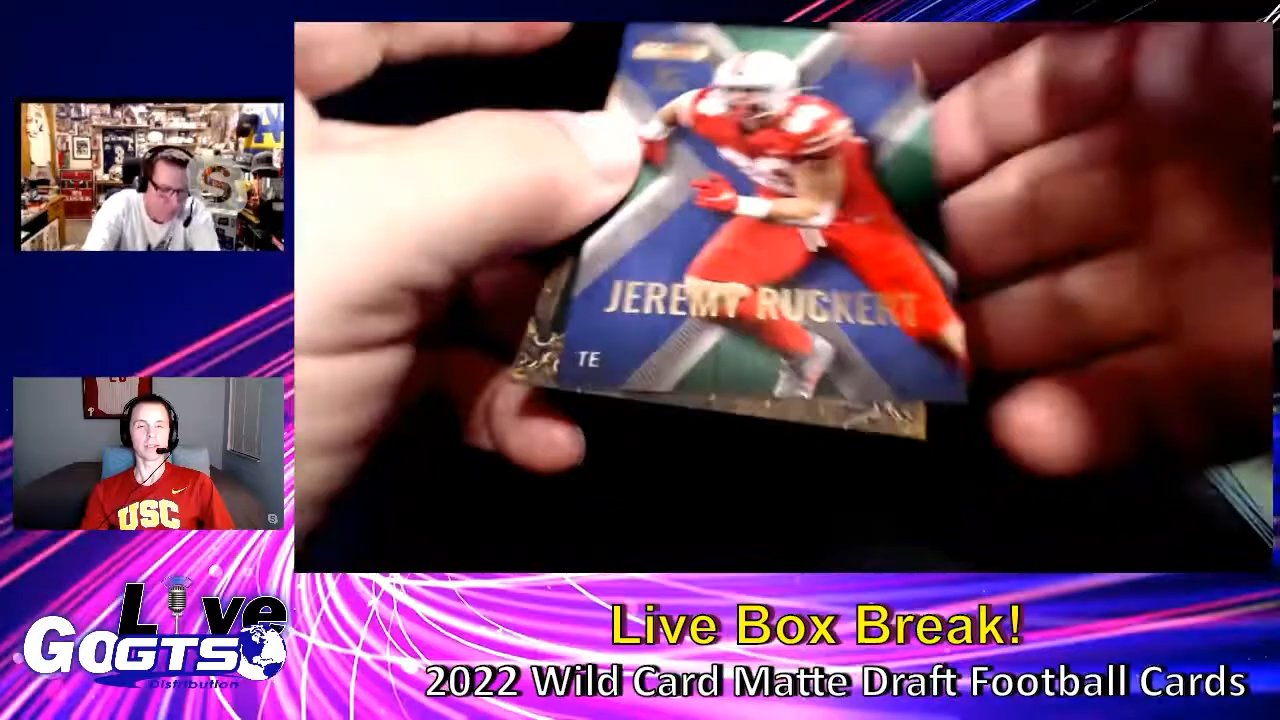 JEREMY RUCKERT
TE
USC
Live
GOGTS
Distribution
Live Box Break!
2022 Wild Card Matte Draft Football Cards